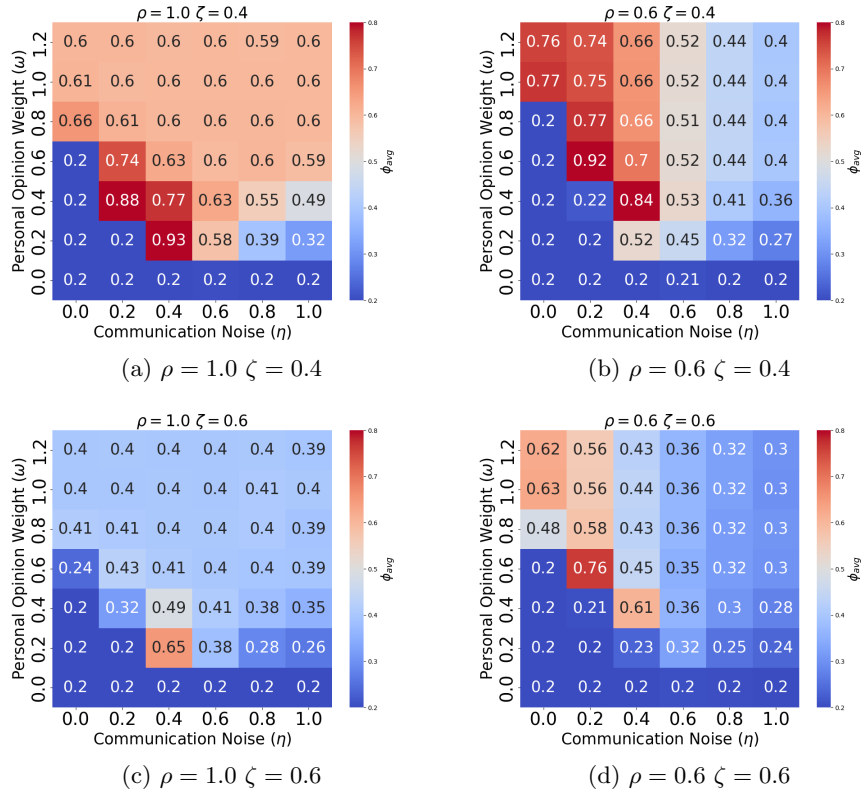 ρ = 1.0 ζ = 0.4
Personal Opinion Weight (ω)
1.2 0.6 0.6 0.6 0.6 0.59 0.6
1.0 0.61 0.6 0.6 0.6 0.6 0.6
0.8 0.66 0.61 0.6 0.6 0.6 0.6
0.6 0.2 0.74 0.63 0.6 0.6 0.59
0.4 0.2 0.88 0.77 0.63 0.55 0.49
0.2 0.2 0.2 0.93 0.58 0.39 0.32
0.0 0.2 0.2 0.2 0.2 0.2 0.2
0.0 0.2 0.4 0.6 0.8 1.0
Communication Noise (η)
0.8
0.7
0.6
0.5
0.4
0.3
0.2
ϕavg
(a) ρ = 1.0 ζ = 0.4
ρ = 0.6 ζ = 0.4
Personal Opinion Weight (ω)
1.2 0.76 0.74 0.66 0.52 0.44 0.4
1.0 0.77 0.75 0.66 0.52 0.44 0.4
0.8 0.2 0.77 0.66 0.51 0.44 0.4
0.6 0.2 0.92 0.7 0.52 0.44 0.4
0.4 0.2 0.22 0.84 0.53 0.41 0.36
0.2 0.2 0.2 0.52 0.45 0.32 0.27
0.0 0.2 0.2 0.2 0.21 0.2 0.2
0.0 0.2 0.4 0.6 0.8 1.0
Communication Noise (η)
0.8
0.7
0.6
0.5
0.4
0.3
0.2
ϕavg
(b) ρ = 0.6 ζ = 0.4
ρ = 1.0 ζ = 0.6
Personal Opinion Weight (ω)
1.2 0.4 0.4 0.4 0.4 0.4 0.39
1.0 0.4 0.4 0.4 0.4 0.41 0.4
0.8 0.41 0.41 0.4 0.4 0.4 0.39
0.6 0.24 0.43 0.41 0.4 0.4 0.39
0.4 0.2 0.32 0.49 0.41 0.38 0.35
0.2 0.2 0.2 0.65 0.38 0.28 0.26
0.0 0.2 0.2 0.2 0.2 0.2 0.2
0.0 0.2 0.4 0.6 0.8 1.0
Communication Noise (η)
0.8
0.7
0.6
0.5
0.4
0.3
0.2
ϕavg
(c) ρ = 1.0 ζ = 0.6
ρ = 0.6 ζ = 0.6
Personal Opinion Weight (ω)
1.2 0.62 0.56 0.43 0.36 0.32 0.3
1.0 0.63 0.56 0.44 0.36 0.32 0.3
0.8 0.48 0.58 0.43 0.36 0.32 0.3
0.6 0.2 0.76 0.45 0.35 0.32 0.3
0.4 0.2 0.21 0.61 0.36 0.3 0.28
0.2 0.2 0.2 0.23 0.32 0.25 0.24
0.0 0.2 0.2 0.2 0.2 0.2 0.2
0.0 0.2 0.4 0.6 0.8 1.0
Communication Noise (η)
0.8
0.7
0.6
0.5
0.4
0.3
0.2
ϕavg
(d) ρ = 0.6 ζ = 0.6